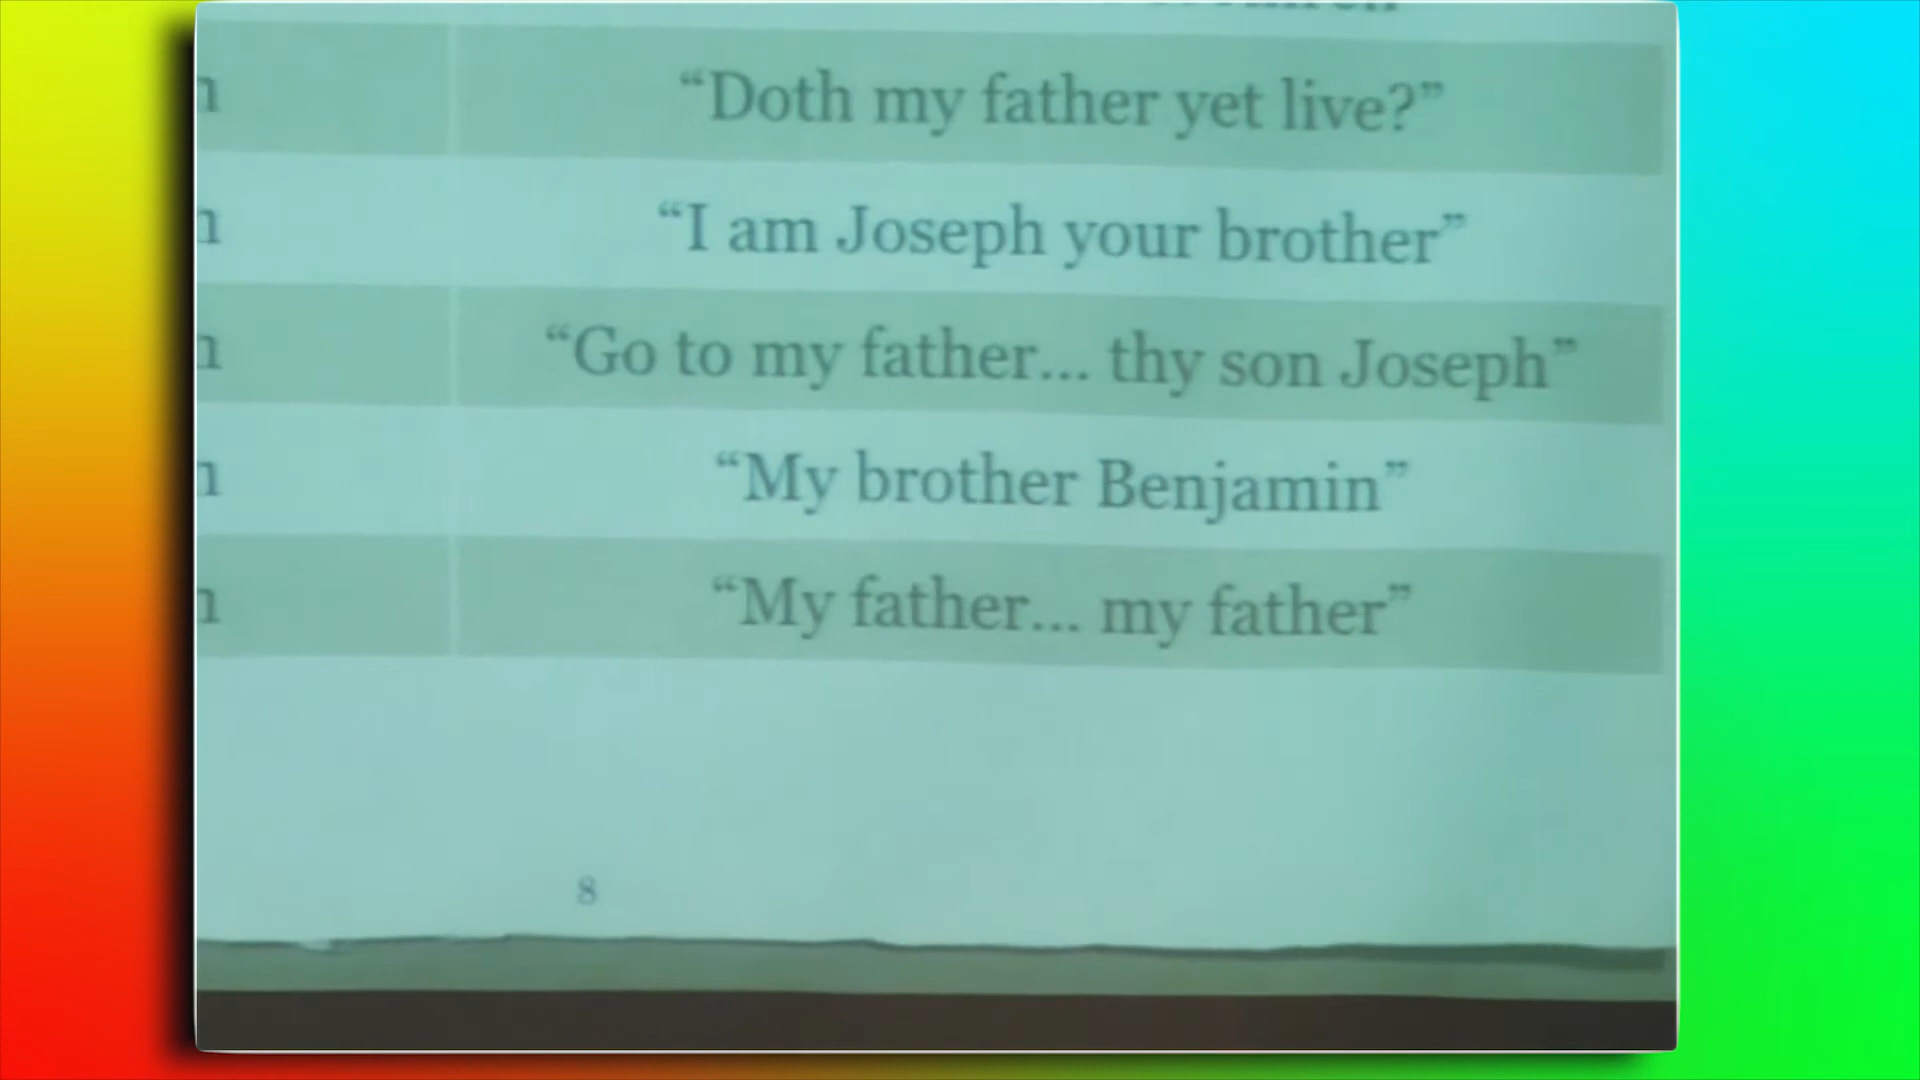 “Doth my father yet live?”
“I am Joseph your brother”
“Go to my father... thy son Joseph”
“My brother Benjamin”
“My father... my father”
8